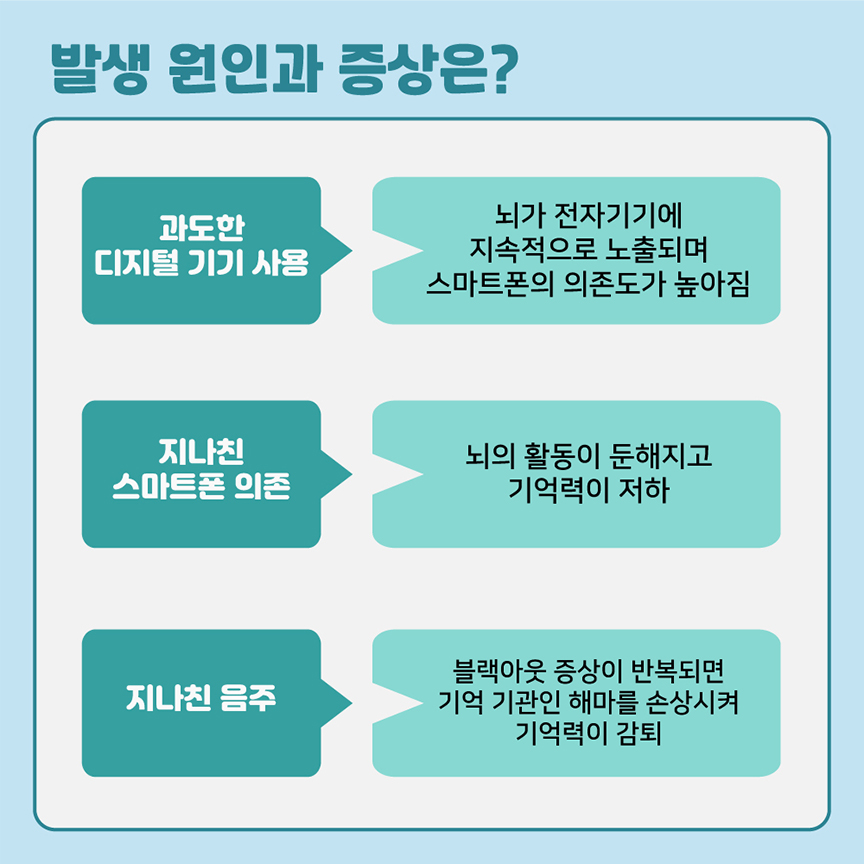 발생 원인과 증상은?
과도한
디지털 기기 사용
뇌가 전자기기에
지속적으로 노출되며
스마트폰의 의존도가 높아짐
지나친
스마트폰 의존
뇌의 활동이 둔해지고
기억력이 저하
지나친 음주
블랙아웃 증상이 반복되면
기억 기관인 해마를 손상시켜
기억력이 감퇴